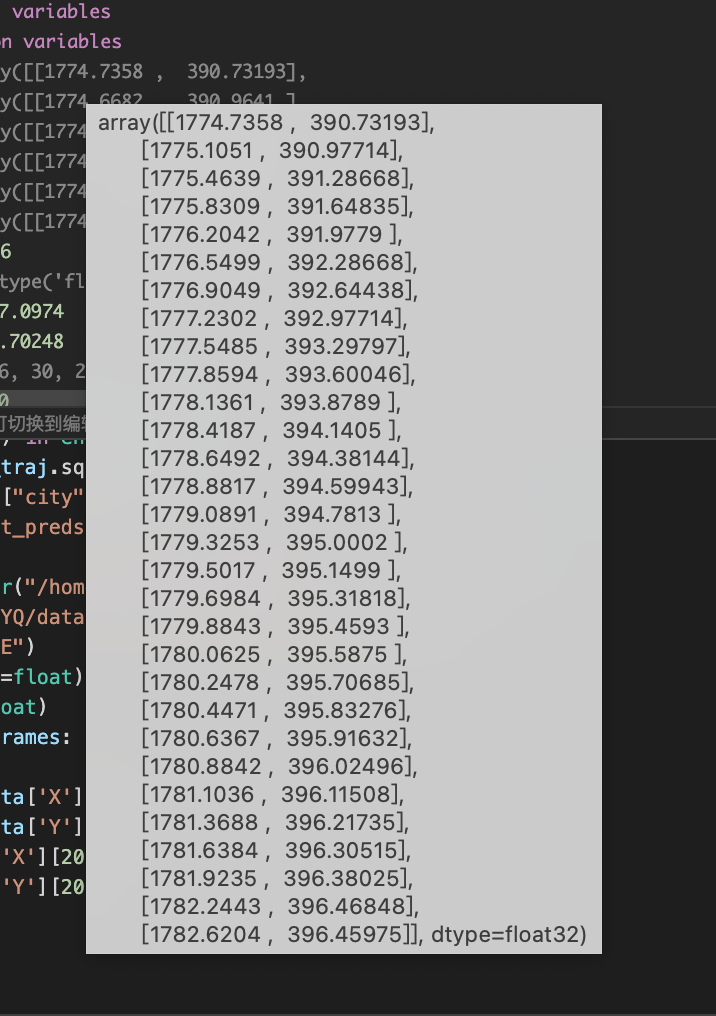 variables
on variables
y([[1774.7358 ,  390.73193],
y([[1774.6682    390.9641 ]
y([[1774
y([[1774
y([[1774
y([[1774
6
type('fl
7.0974
.70248
6, 30, 2
0
可切换到编辑
) in en
traj.sq
["city"
t_preds
r("/hom
YQ/data
E")
=float)
oat)
rames:
ta['X']
ta['Y']
'X'][20
'Y'][20
array([[1774.7358 ,  390.73193],
[1775.1051 ,  390.97714],
[1775.4639 ,  391.28668],
[1775.8309 ,  391.64835],
[1776.2042 ,  391.9779 ],
[1776.5499 ,  392.28668],
[1776.9049 ,  392.64438],
[1777.2302 ,  392.97714],
[1777.5485 ,  393.29797],
[1777.8594 ,  393.60046],
[1778.1361 ,  393.8789 ],
[1778.4187 ,  394.1405 ],
[1778.6492 ,  394.38144],
[1778.8817 ,  394.59943],
[1779.0891 ,  394.7813 ],
[1779.3253 ,  395.0002 ],
[1779.5017 ,  395.1499 ],
[1779.6984 ,  395.31818],
[1779.8843 ,  395.4593 ],
[1780.0625 ,  395.5875 ],
[1780.2478 ,  395.70685],
[1780.4471 ,  395.83276],
[1780.6367 ,  395.91632],
[1780.8842 ,  396.02496],
[1781.1036 ,  396.11508],
[1781.3688 ,  396.21735],
[1781.6384 ,  396.30515],
[1781.9235 ,  396.38025],
[1782.2443 ,  396.46848],
[1782.6204 ,  396.45975]], dtype=float32)